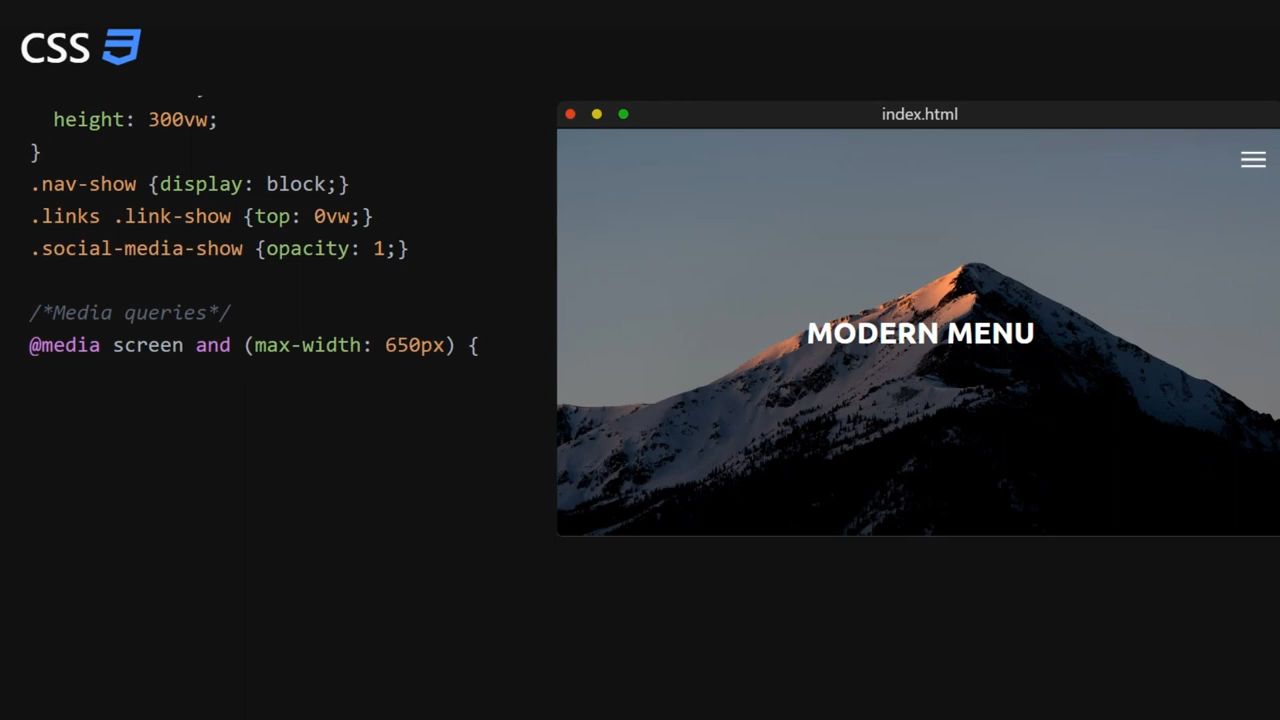 CSS
height: 300vw;
}
.nav-show {display: block;}
.links .link-show {top: 0vw;}
.social-media-show {opacity: 1;}
/*Media queries*/
@media screen and (max-width: 650px) {
index.html
MODERN MENU